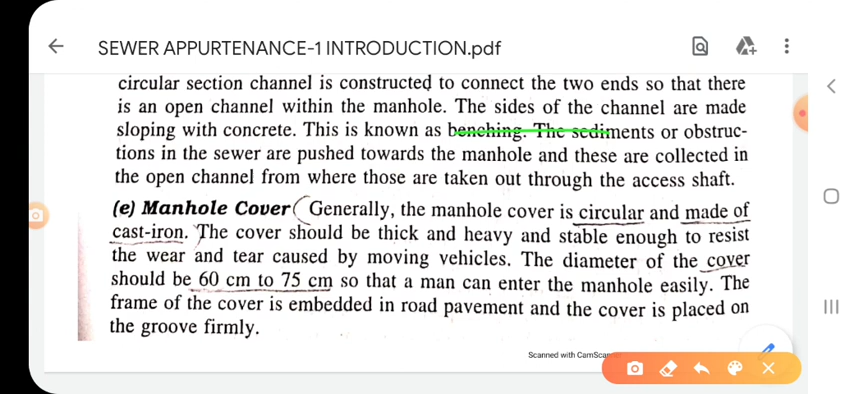 SEWER APPURTENANCE-1 INTRODUCTION.pdf
circular section channel is constructed to connect the two ends so that there
is an open channel within the manhole. The sides of the channel are made
sloping with concrete. This is known as benching. The sediments or obstruc-
tions in the sewer are pushed towards the manhole and these are collected in
the open channel from where those are taken out through the access shaft.
(e) Manhole Cover Generally, the manhole cover is circular and made of
cast-iron. The cover should be thick and heavy and stable enough to resist
the wear and tear caused by moving vehicles. The diameter of the cover
should be 60 cm to 75 cm so that a man can enter the manhole easily. The
frame of the cover is embedded in road pavement and the cover is placed on
the groove firmly.
Scanned with CamScan